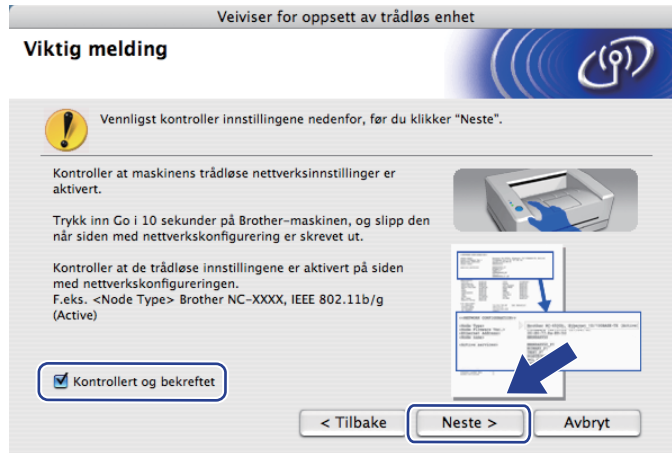 Veiviser for oppsett av trådløs enhet
Viktig melding
Vennligst kontroller innstillingene nedenfor, før du klikker "Neste".
Kontroller at maskinens trådløse nettverksinnstillinger er
aktivert.
Trykk inn Go i 10 sekunder på Brother-maskinen, og slipp den
når siden med nettverkskonfigurering er skrevet ut.
Kontroller at de trådløse innstillingene er aktivert på siden
med nettverkskonfigureringen.
F.eks. <Node Type> Brother NC-XXXX, IEEE 802.11b/g
(Active)
Kontrollert og bekreftet
< Tilbake Neste > Avbryt